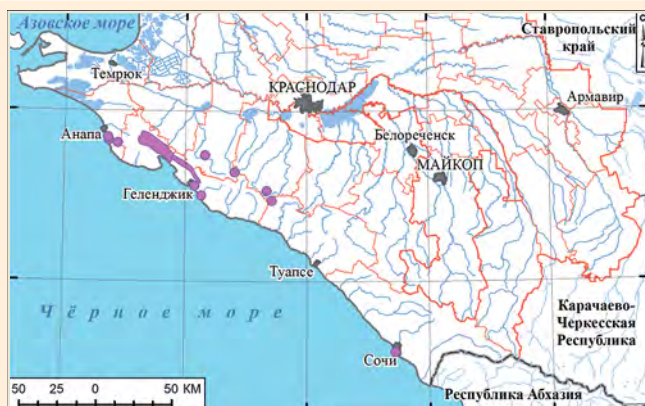 Азовское море
Ставропольский
край
С
Темрюк
КРАСНОДАР
Армавир
Анапа
Белореченск
МАЙКОП
Геленджик
Туапсе
Чёрное море
Карачаево-
Черкесская
Республика
Сочи
Республика Абхазия
50 25 0 50 КМ